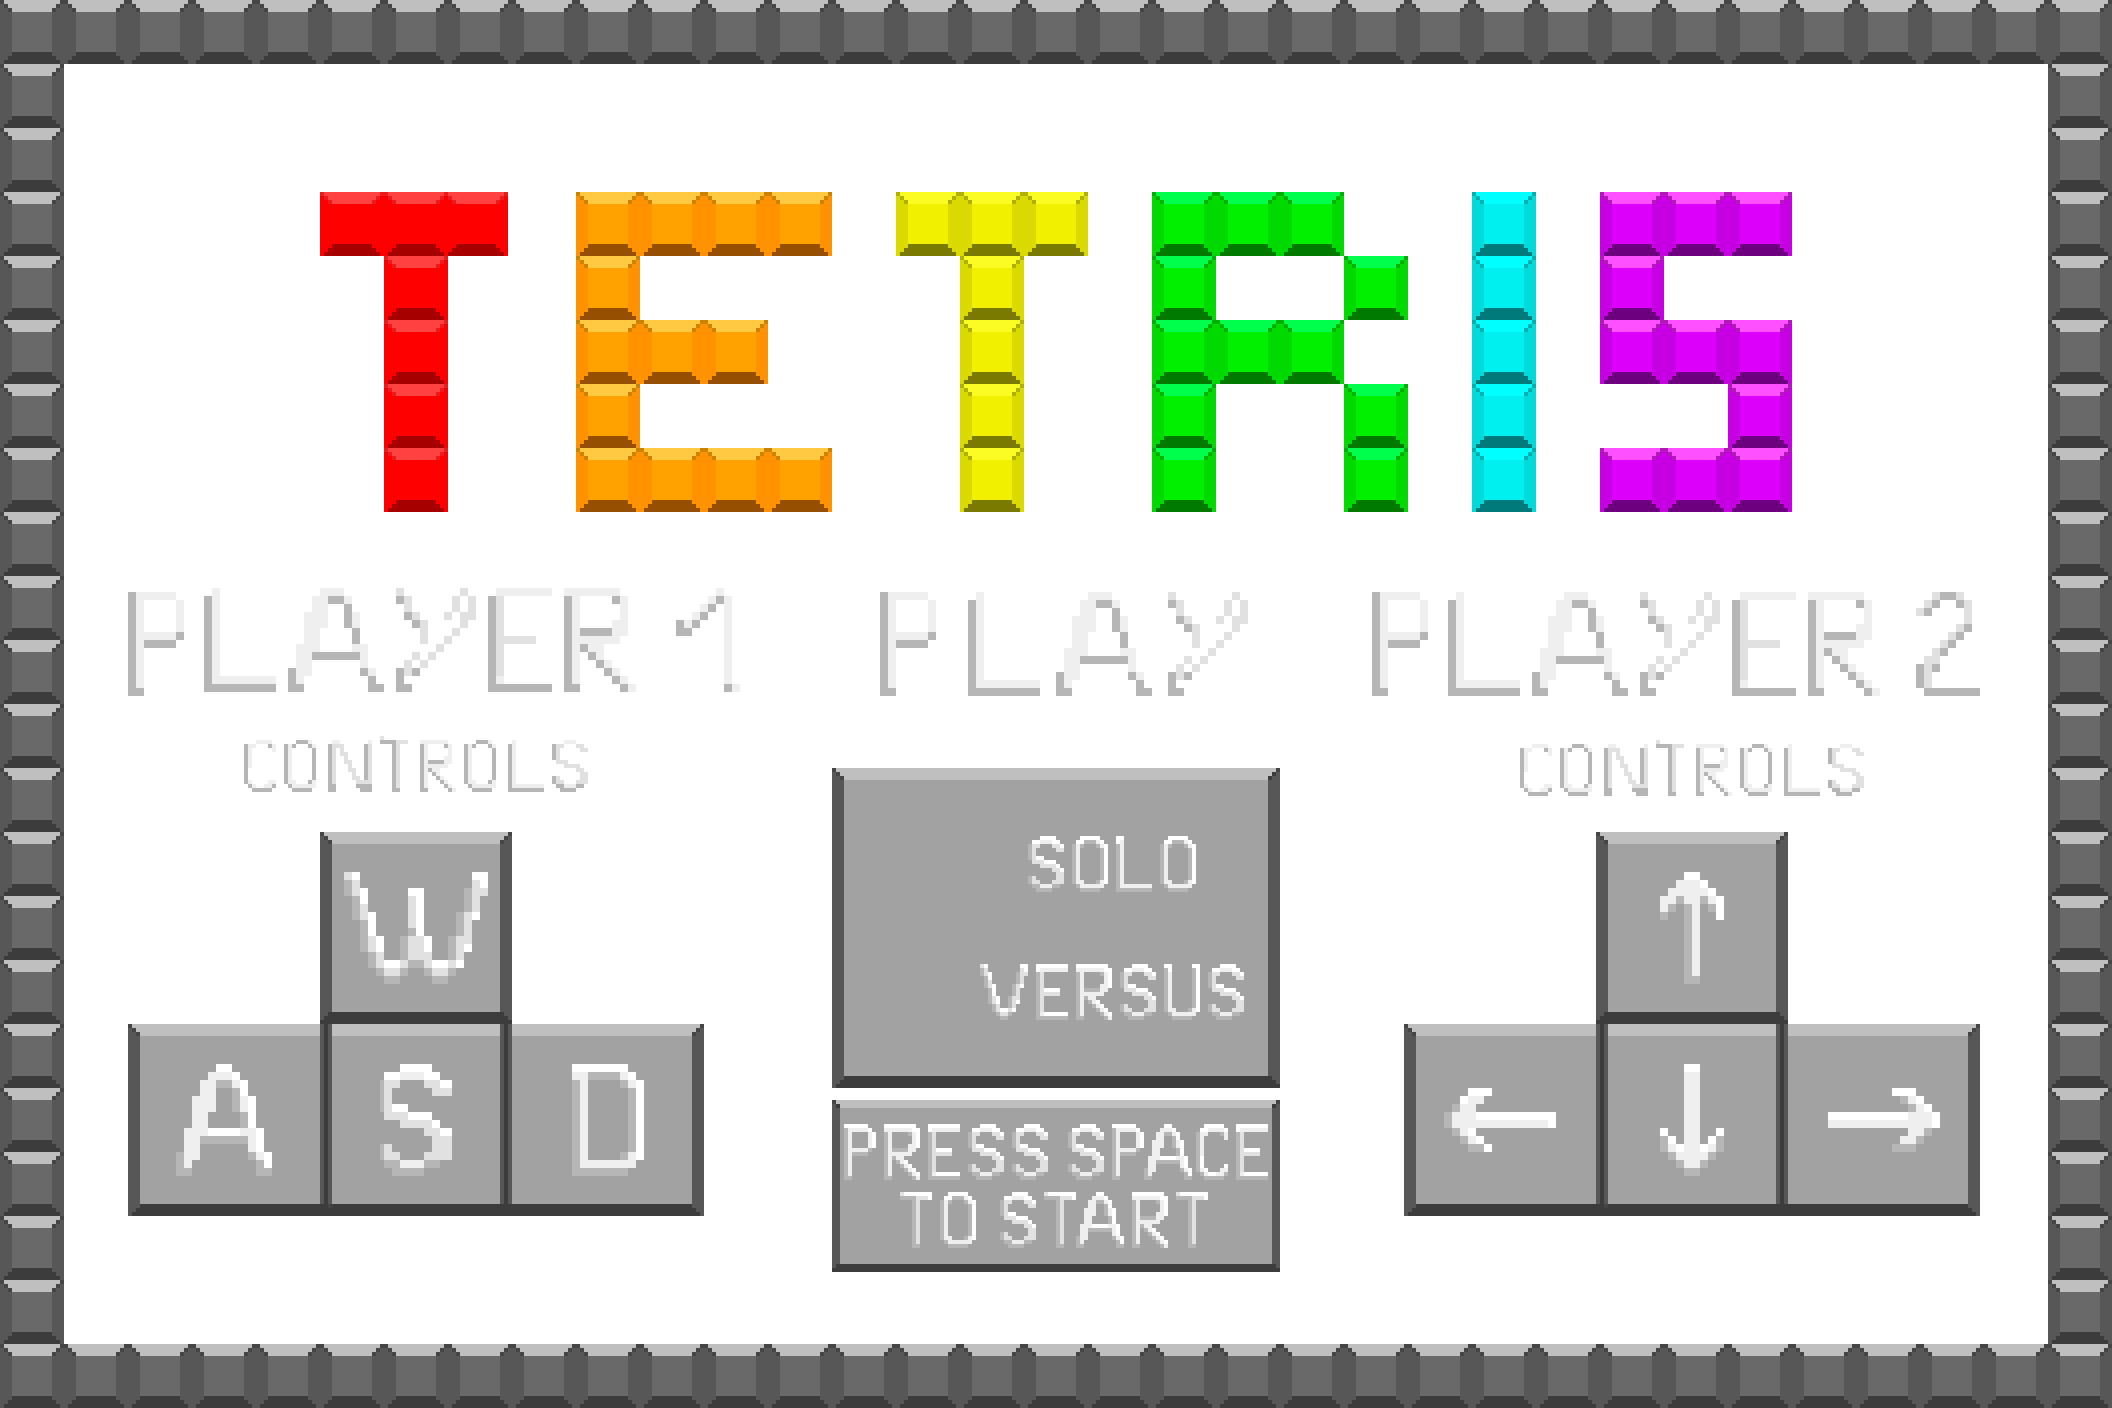 TETRIS
PLAYER 1
CONTROLS
W
A S D
PLAY
SOLO
VERSUS
PRESS SPACE
TO START
PLAYER 2
CONTROLS
↑
← ↓ →